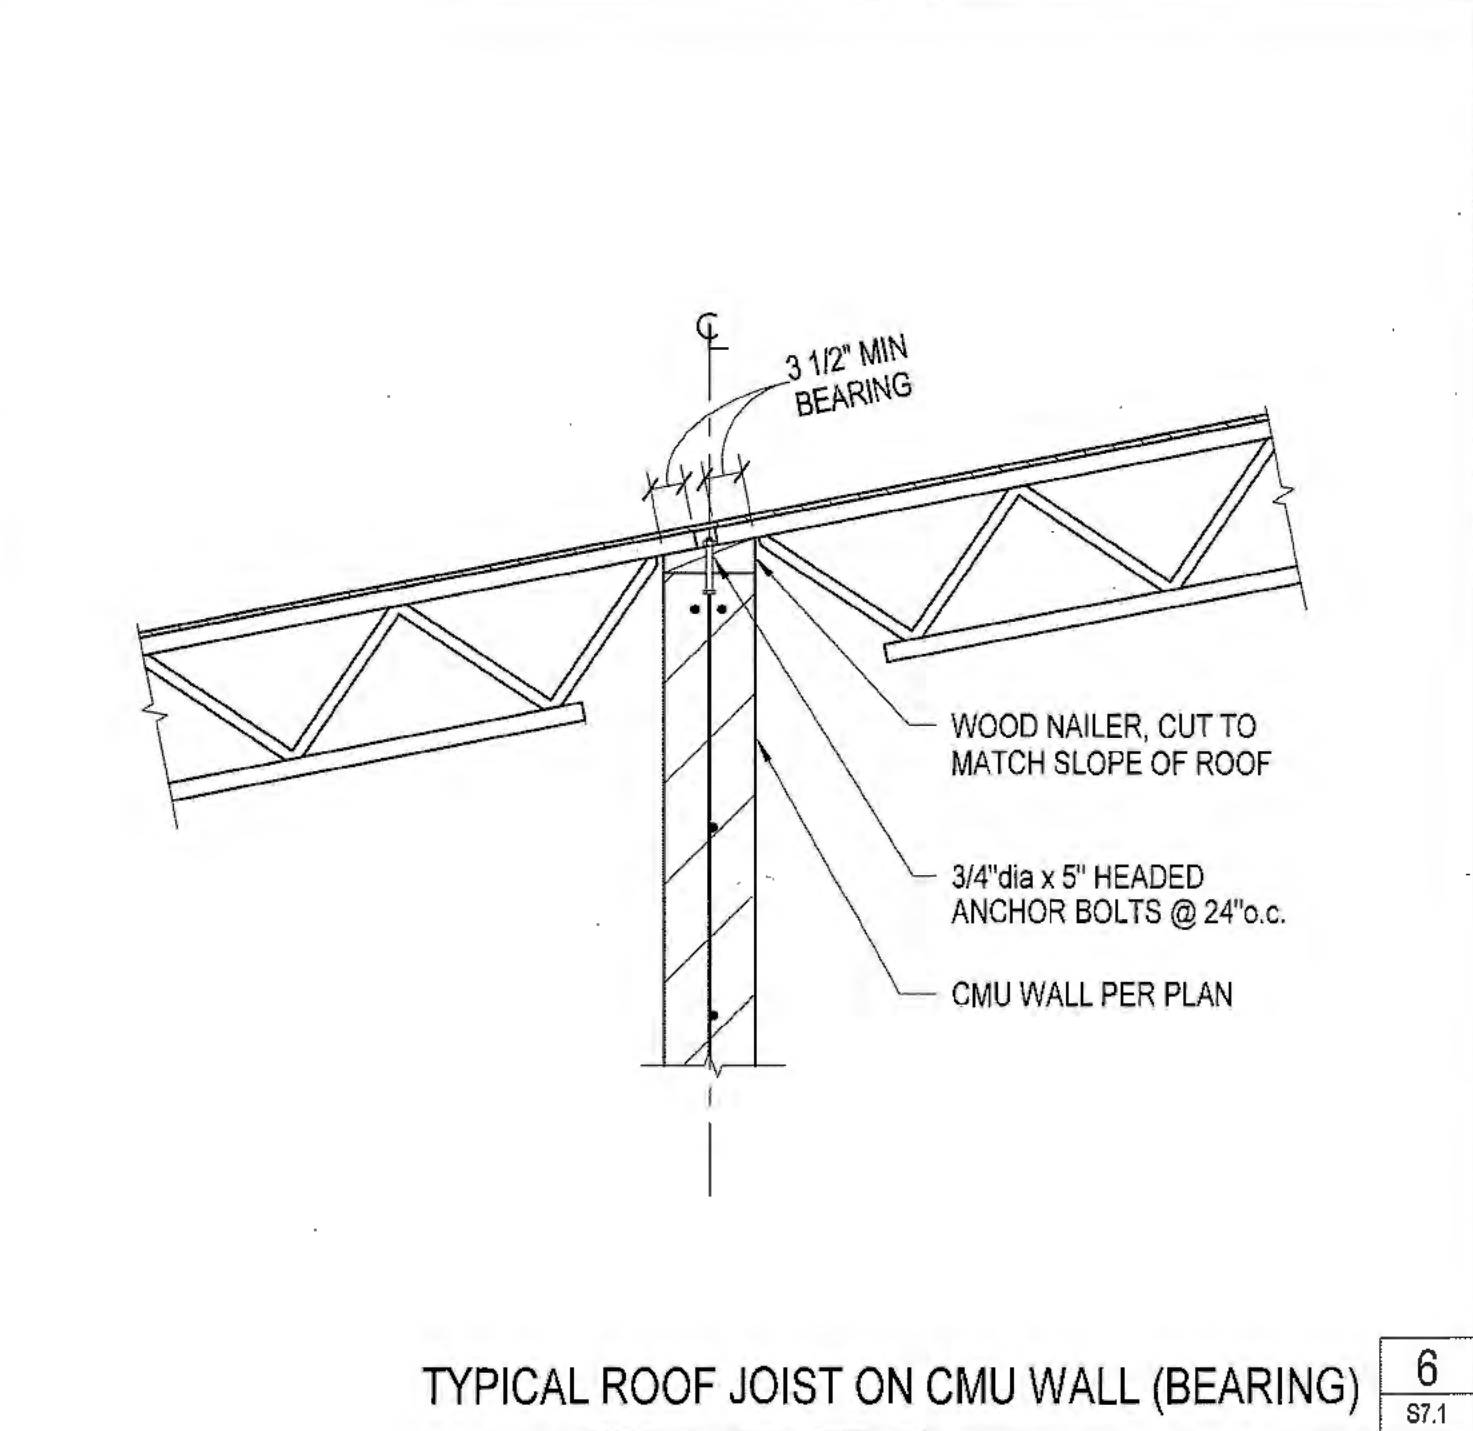 ℄
3 1/2" MIN
BEARING
WOOD NAILER, CUT TO
MATCH SLOPE OF ROOF
3/4"dia x 5" HEADED
ANCHOR BOLTS @ 24"o.c.
CMU WALL PER PLAN
TYPICAL ROOF JOIST ON CMU WALL (BEARING)
6
S7.1